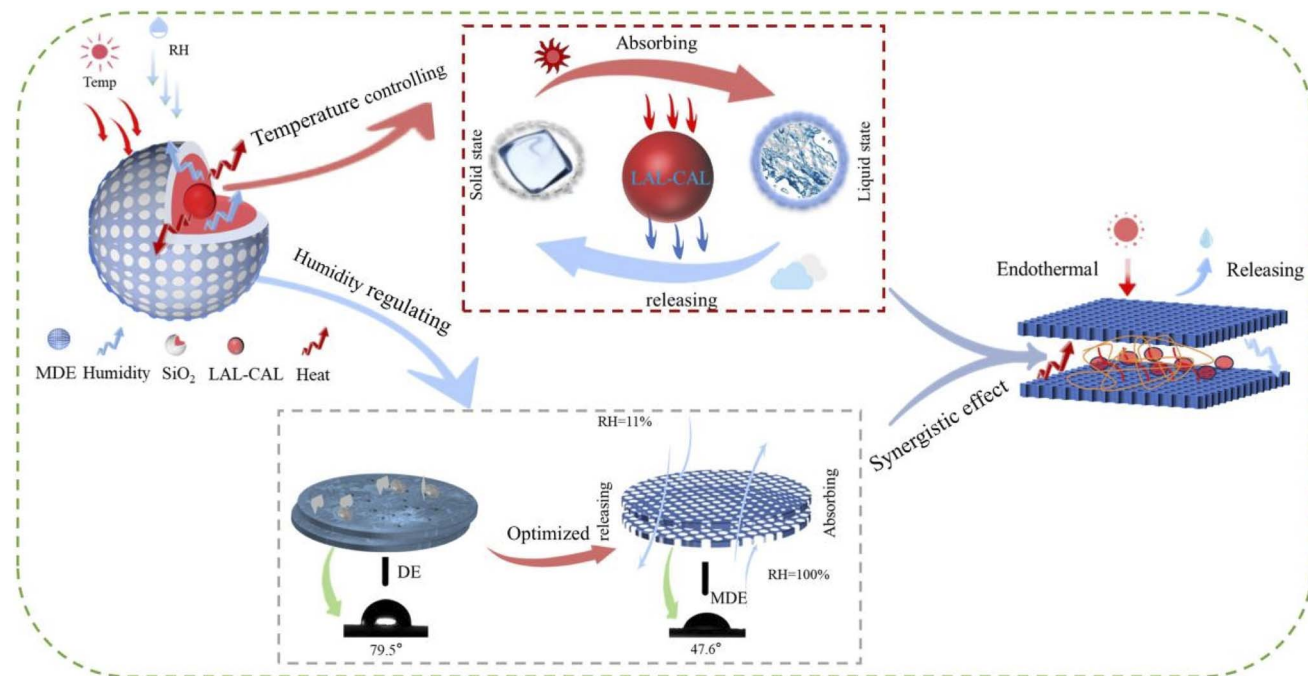 RH
Temp
Temperature controlling
Humidity regulating
MDE
Humidity
SiO₂
LAL-CAL
Heat
Absorbing
Solid state
LAL-CAL
Liquid state
releasing
RH=11%
releasing
Absorbing
Optimized
DE
MDE
RH=100%
79.5°
47.6°
Synergistic effect
Endothermal
Releasing